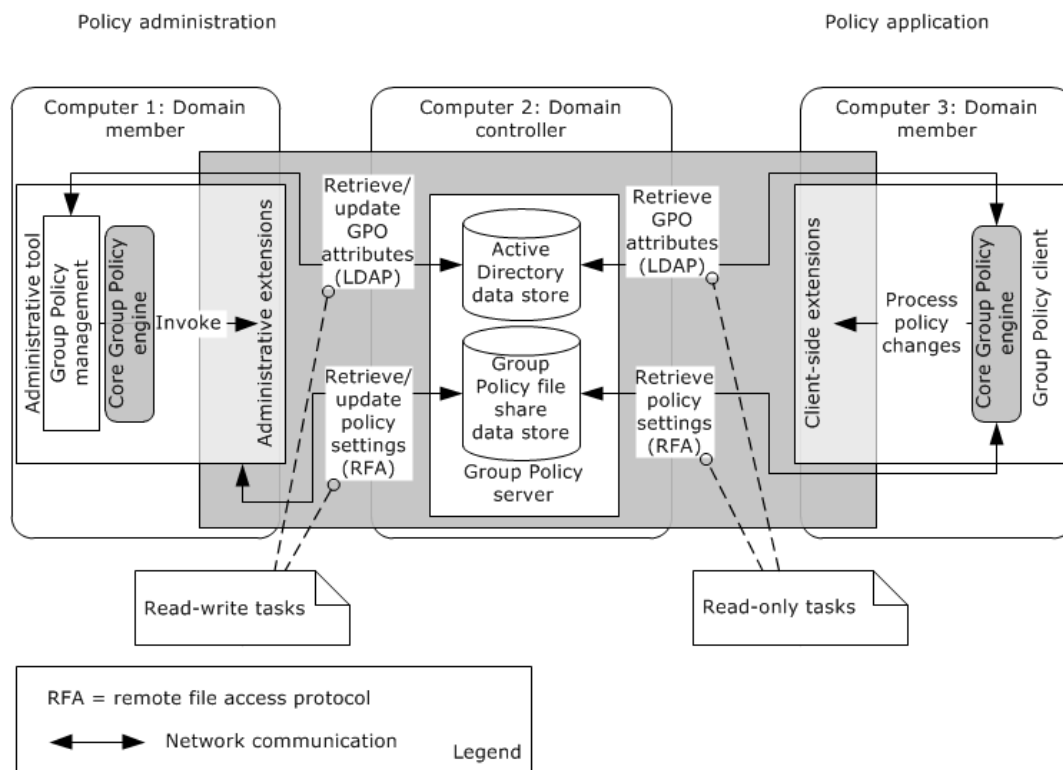 Policy administration
Policy application
Computer 1: Domain
member
Computer 2: Domain
controller
Computer 3: Domain
member
Administrative tool
Group Policy
management
Core Group Policy
engine
Invoke
Administrative extensions
Retrieve/
update
GPO
attributes
(LDAP)
Retrieve/
update
policy
settings
(RFA)
Active
Directory
data store
Group
Policy file
share
data store
Group Policy
server
Retrieve
GPO
attributes
(LDAP)
Retrieve
policy
settings
(RFA)
Client-side extensions
Process
policy
changes
Core Group Policy
engine
Group Policy client
Read-write tasks
Read-only tasks
RFA = remote file access protocol
Network communication
Legend